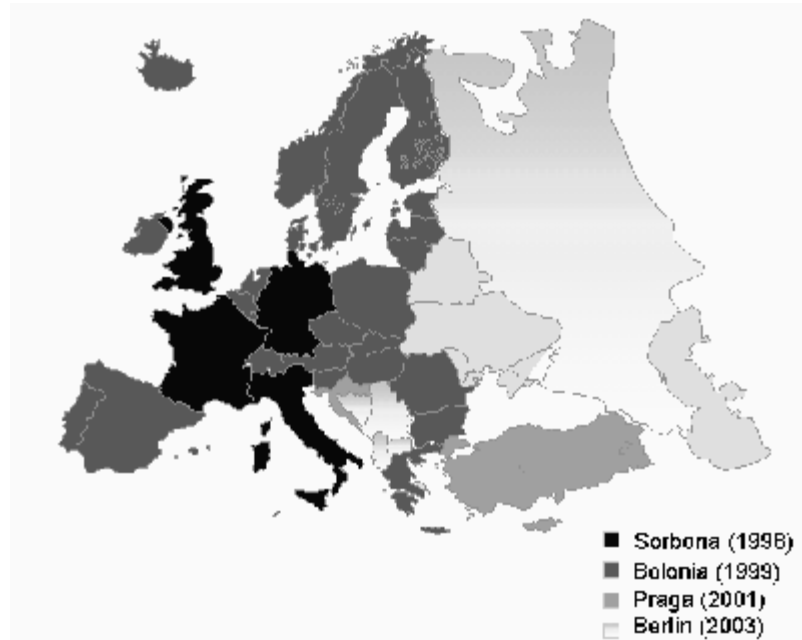 Sorbona (1998)
Bolonia (1999)
Praga (2001)
Berlin (2003)